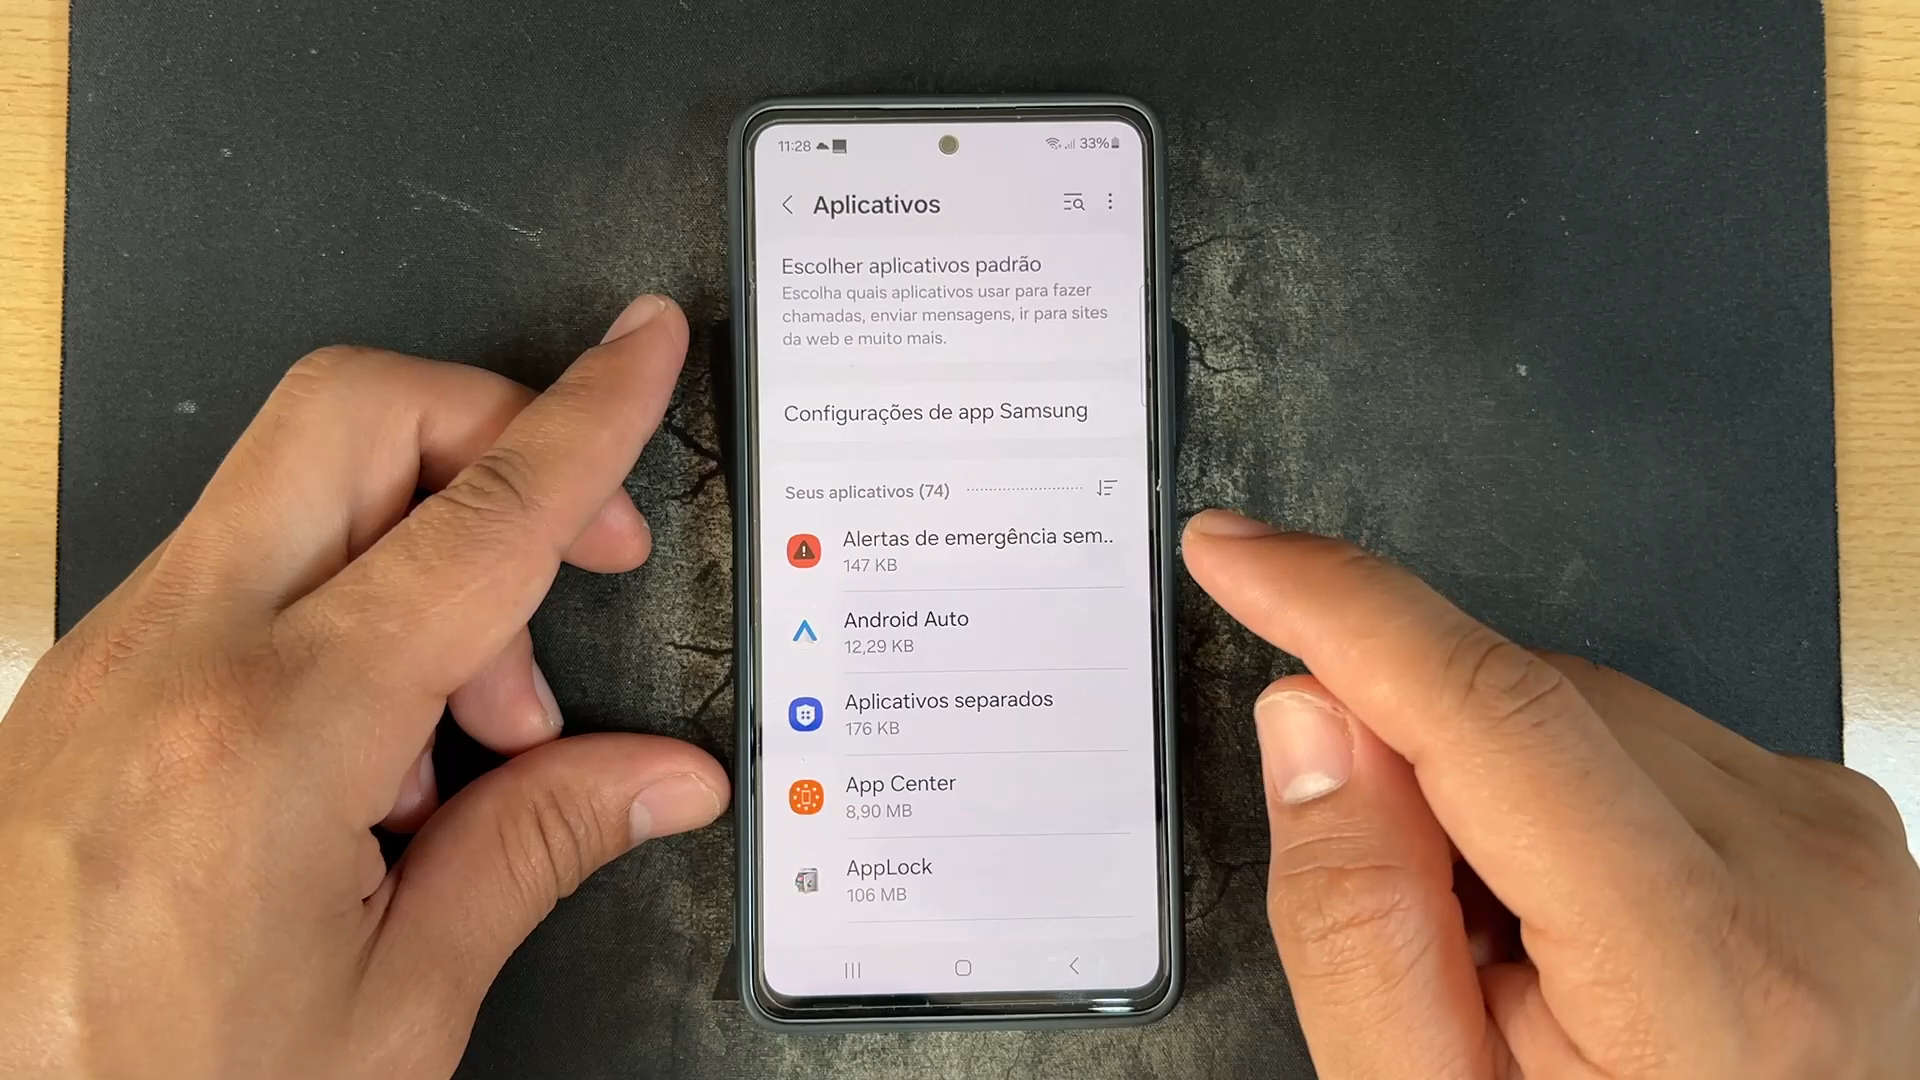 11:28
33%
Aplicativos
Escolher aplicativos padrão
Escolha quais aplicativos usar para fazer
chamadas, enviar mensagens, ir para sites
da web e muito mais.
Configurações de app Samsung
Seus aplicativos (74)
Alertas de emergência sem..
147 KB
Android Auto
12,29 KB
Aplicativos separados
176 KB
App Center
8,90 MB
AppLock
106 MB